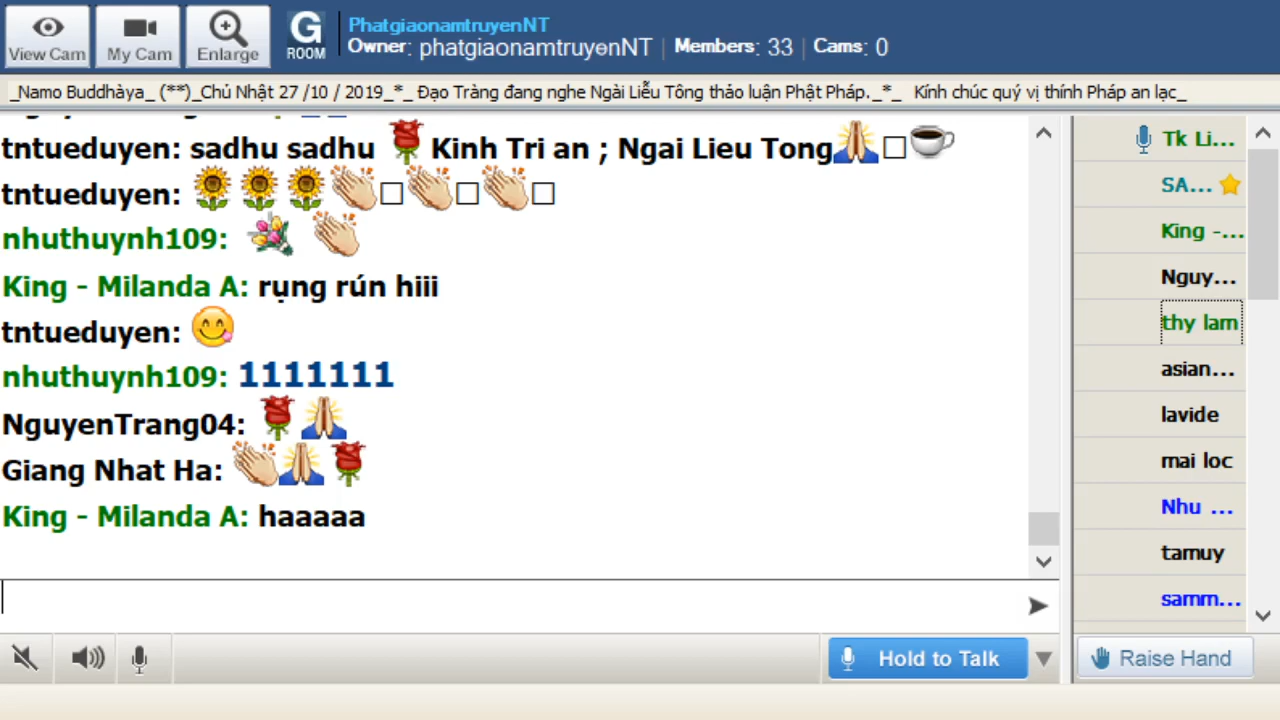 View Cam
My Cam
Enlarge
G
ROOM
PhatgiaonamtruyenNT
Owner: phatgiaonamtruyenNT | Members: 33 | Cams: 0
_Namo Buddhàya_ (**)_Chủ Nhật 27 /10 / 2019_*_ Đạo Tràng đang nghe Ngài Liễu Tông thảo luận Phật Pháp._*_ Kính chúc quý vị thính Pháp an lạc_
tntueduyen: sadhu sadhu 🌹 Kinh Tri an ; Ngai Lieu Tong 🙏□☕
tntueduyen: 🌻🌻🌻👏□👏□👏□
nhuthuynh109: 💐 👏
King - Milanda A: rụng rún hiii
tntueduyen: 😋
nhuthuynh109: 1111111
NguyenTrang04: 🌹🙏
Giang Nhat Ha: 👏🙏🌹
King - Milanda A: haaaaa
Tk Li...
SA...
King -...
Nguy...
thy lam
asian...
lavide
mai loc
Nhu ...
tamuy
samm...
Hold to Talk
Raise Hand